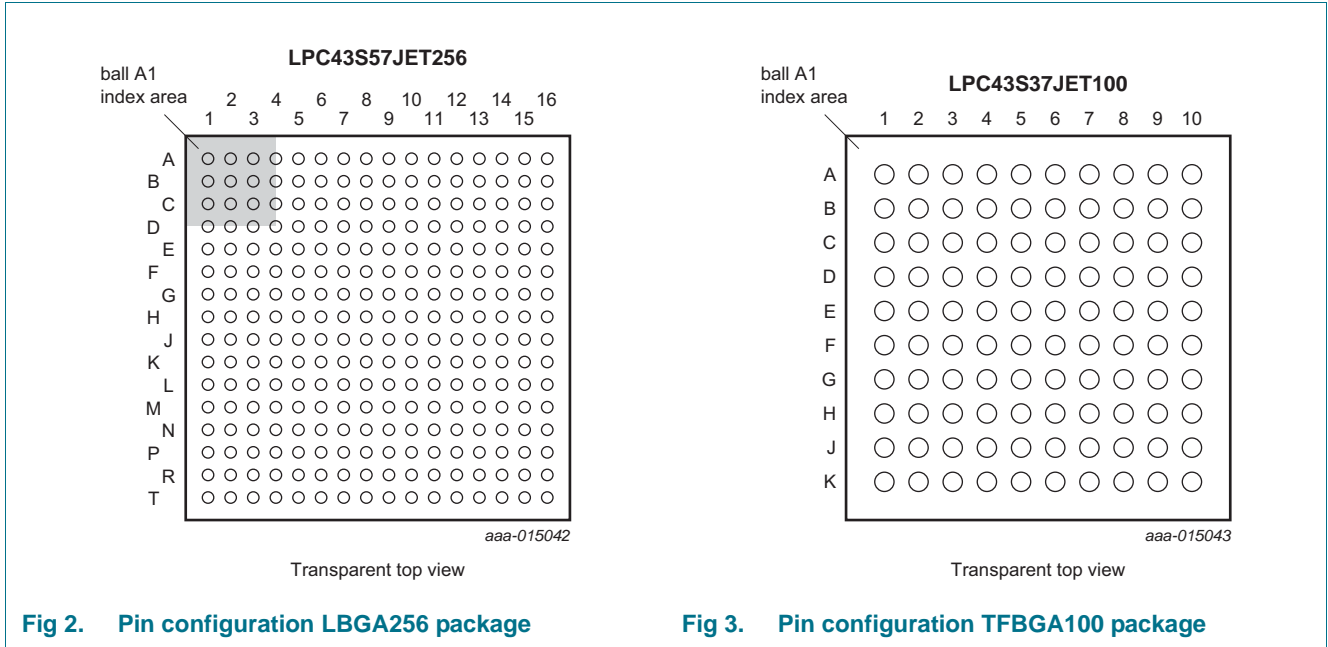 LPC43S57JET256
ball A1
index area
2 4 6 8 10 12 14 16
1 3 5 7 9 11 13 15
A
B
C
D
E
F
G
H
J
K
L
M
N
P
R
T
aaa-015042
Transparent top view
Fig 2. Pin configuration LBGA256 package
LPC43S37JET100
ball A1
index area
1 2 3 4 5 6 7 8 9 10
A
B
C
D
E
F
G
H
J
K
aaa-015043
Transparent top view
Fig 3. Pin configuration TFBGA100 package